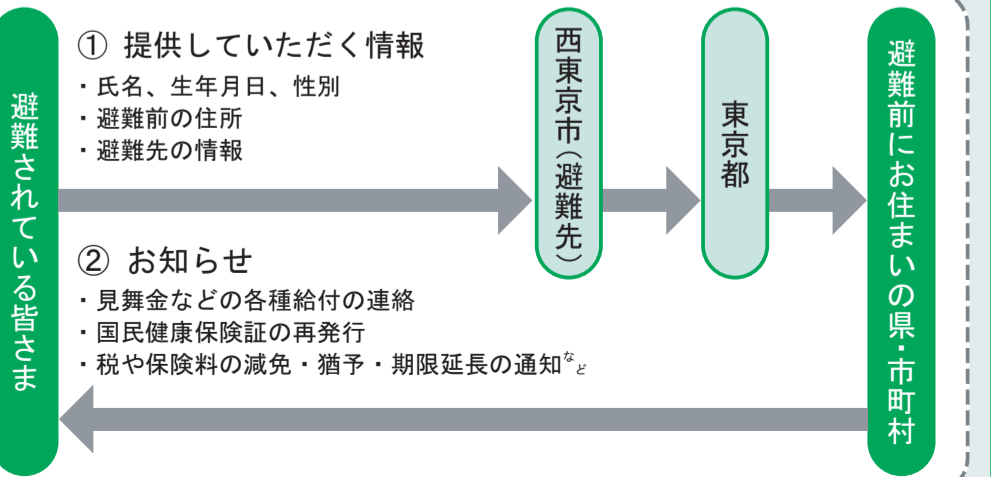 避難されている皆さま
① 提供していただく情報
・氏名、生年月日、性別
・避難前の住所
・避難先の情報
西東京市（避難先）
東京都
避難前にお住まいの県・市町村
② お知らせ
・見舞金などの各種給付の連絡
・国民健康保険証の再発行
・税や保険料の減免・猶予・期限延長の通知など